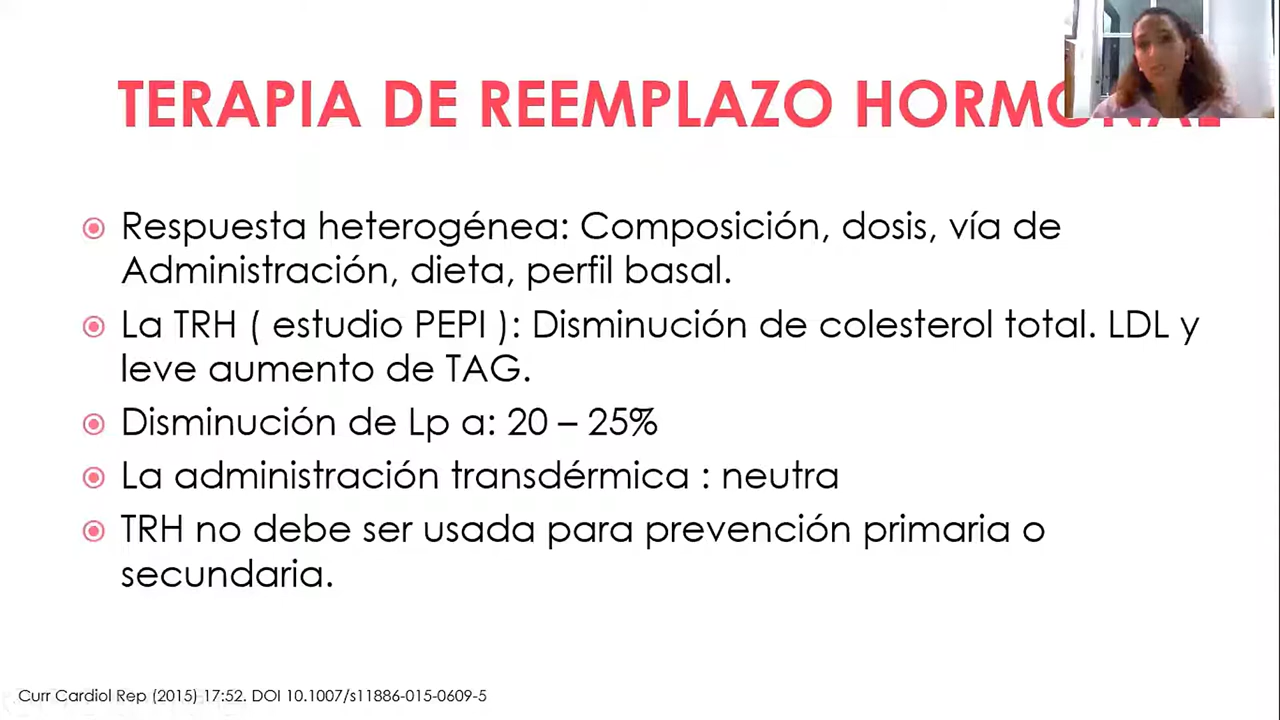 TERAPIA DE REEMPLAZO HORMONAL
Respuesta heterogénea: Composición, dosis, vía de
Administración, dieta, perfil basal.
La TRH ( estudio PEPI ): Disminución de colesterol total. LDL y
leve aumento de TAG.
Disminución de Lp a: 20 – 25%
La administración transdérmica : neutra
TRH no debe ser usada para prevención primaria o
secundaria.
Curr Cardiol Rep (2015) 17:52. DOI 10.1007/s11886-015-0609-5